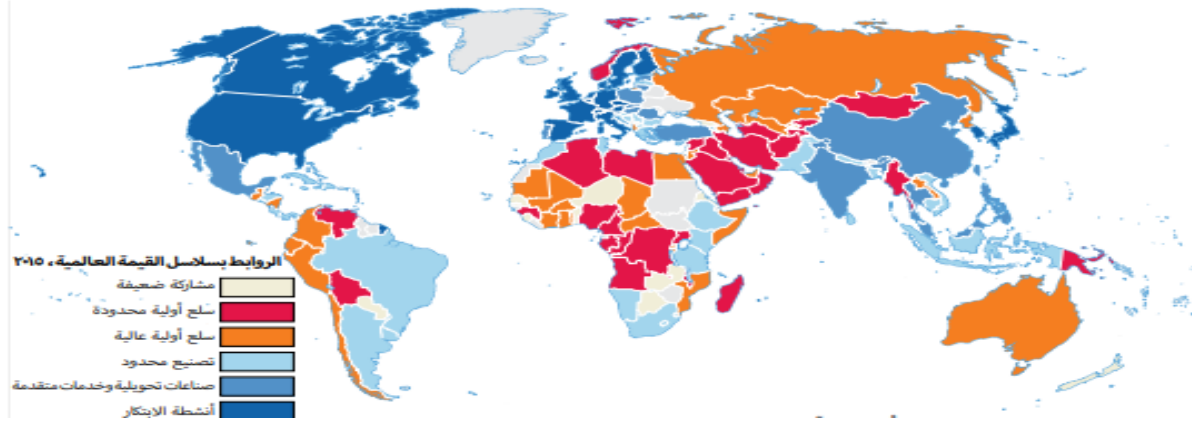 الروابط بسلاسل القيمة العالمية، ٢٠١٥
مشاركة ضعيفة
سلع أولية محدودة
سلع أولية عالية
تصنيع محدود
صناعات تحويلية وخدمات متقدمة
أنشطة الابتكار